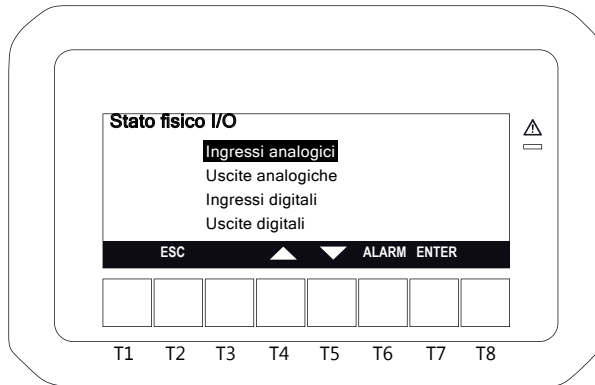 Stato fisico I/O
Ingressi analogici
Uscite analogiche
Ingressi digitali
Uscite digitali
ESC ALARM ENTER
T1 T2 T3 T4 T5 T6 T7 T8